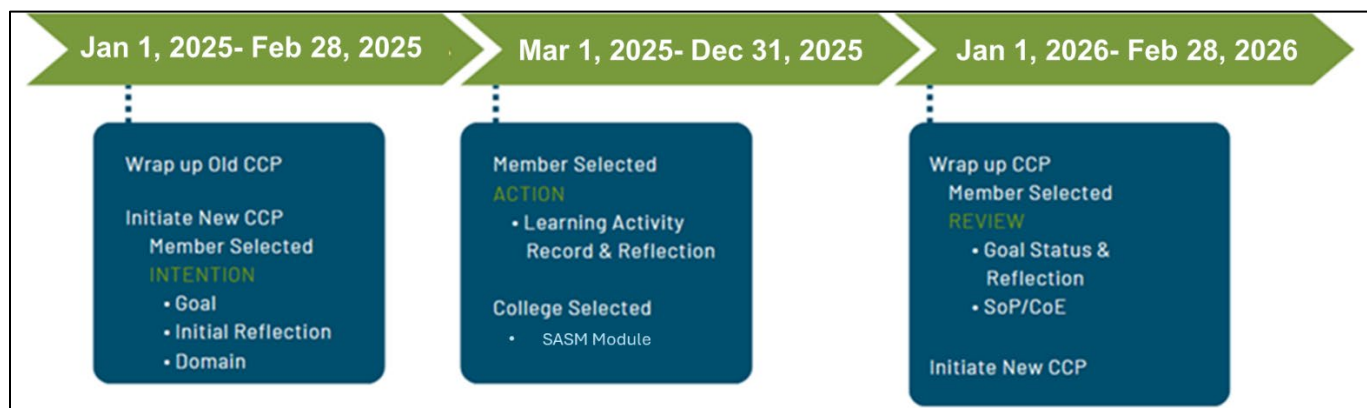 Jan 1, 2025- Feb 28, 2025
Mar 1, 2025- Dec 31, 2025
Jan 1, 2026- Feb 28, 2026
Wrap up Old CCP
Initiate New CCP
Member Selected
INTENTION
• Goal
• Initial Reflection
• Domain
Member Selected
ACTION
• Learning Activity
Record & Reflection
College Selected
• SASM Module
Wrap up CCP
Member Selected
REVIEW
• Goal Status &
Reflection
• SoP/CoE
Initiate New CCP